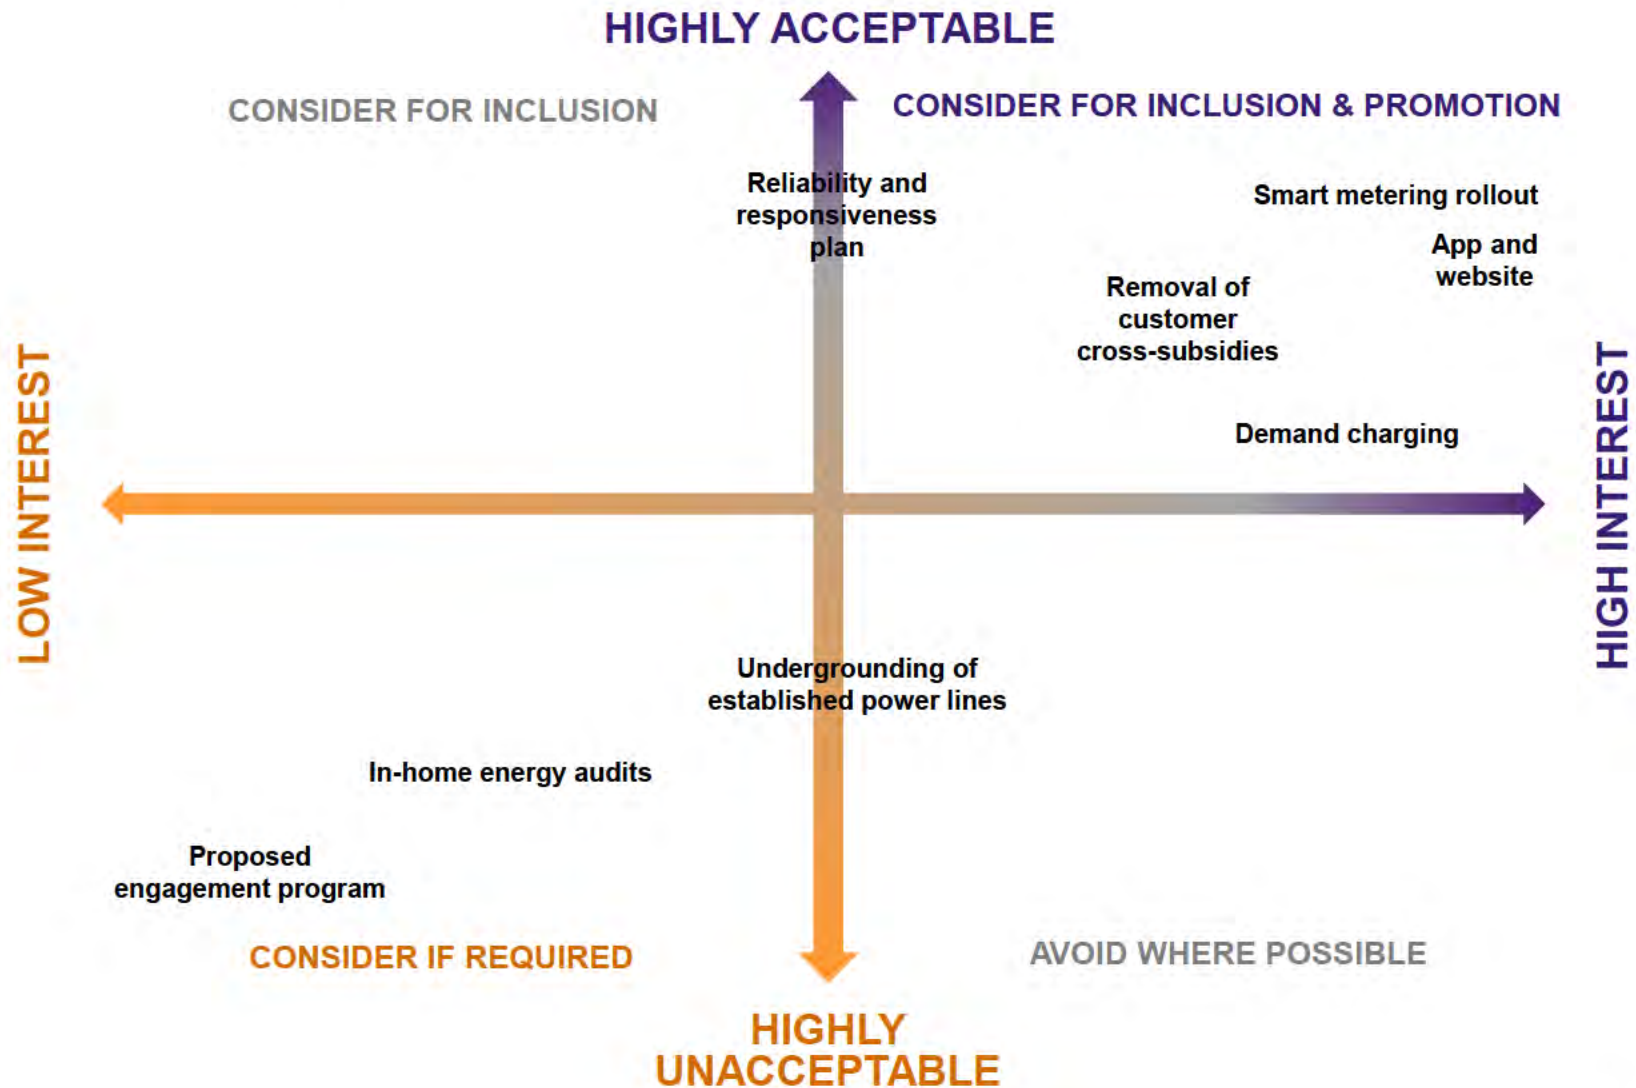 HIGHLY ACCEPTABLE
CONSIDER FOR INCLUSION
CONSIDER FOR INCLUSION & PROMOTION
Reliability and
responsiveness
plan
Smart metering rollout
App and
website
Removal of
customer
cross-subsidies
Demand charging
LOW INTEREST
HIGH INTEREST
Undergrounding of
established power lines
In-home energy audits
Proposed
engagement program
CONSIDER IF REQUIRED
AVOID WHERE POSSIBLE
HIGHLY
UNACCEPTABLE